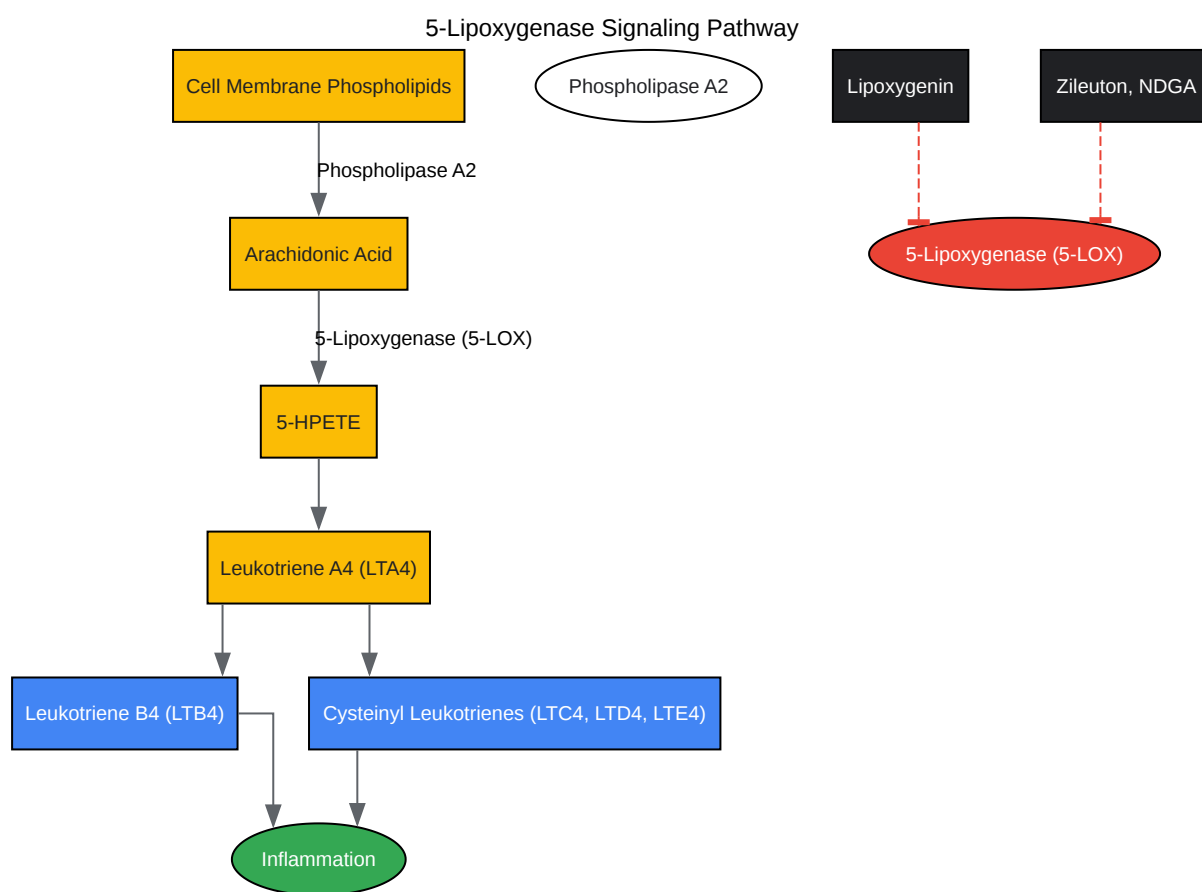 5-Lipoxygenase Signaling Pathway
Cell Membrane Phospholipids
Phospholipase A2
Lipoxygenin
Zileuton, NDGA
Phospholipase A2
Arachidonic Acid
5-Lipoxygenase (5-LOX)
5-Lipoxygenase (5-LOX)
5-HPETE
Leukotriene A4 (LTA4)
Leukotriene B4 (LTB4)
Cysteinyl Leukotrienes (LTC4, LTD4, LTE4)
Inflammation